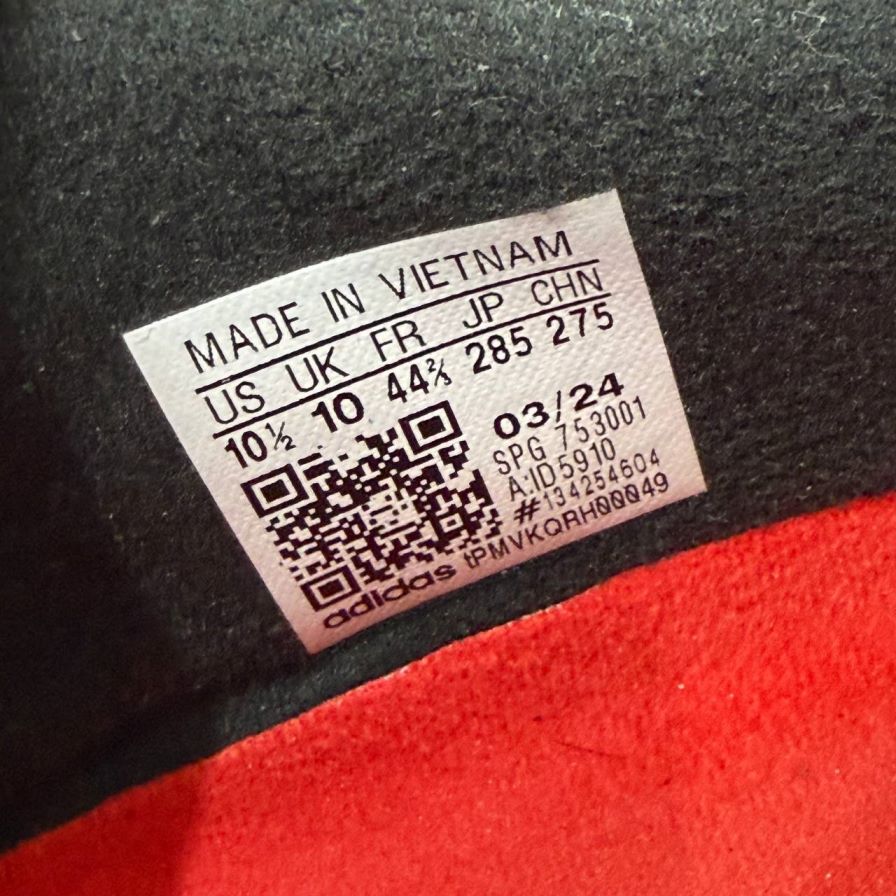 MADE IN VIETNAM
US UK FR JP CHN
10½ 10 44⅔ 285 275
03/24
SPG 753001
A:ID5910
#134254604
adidas tPMVKQRH00049